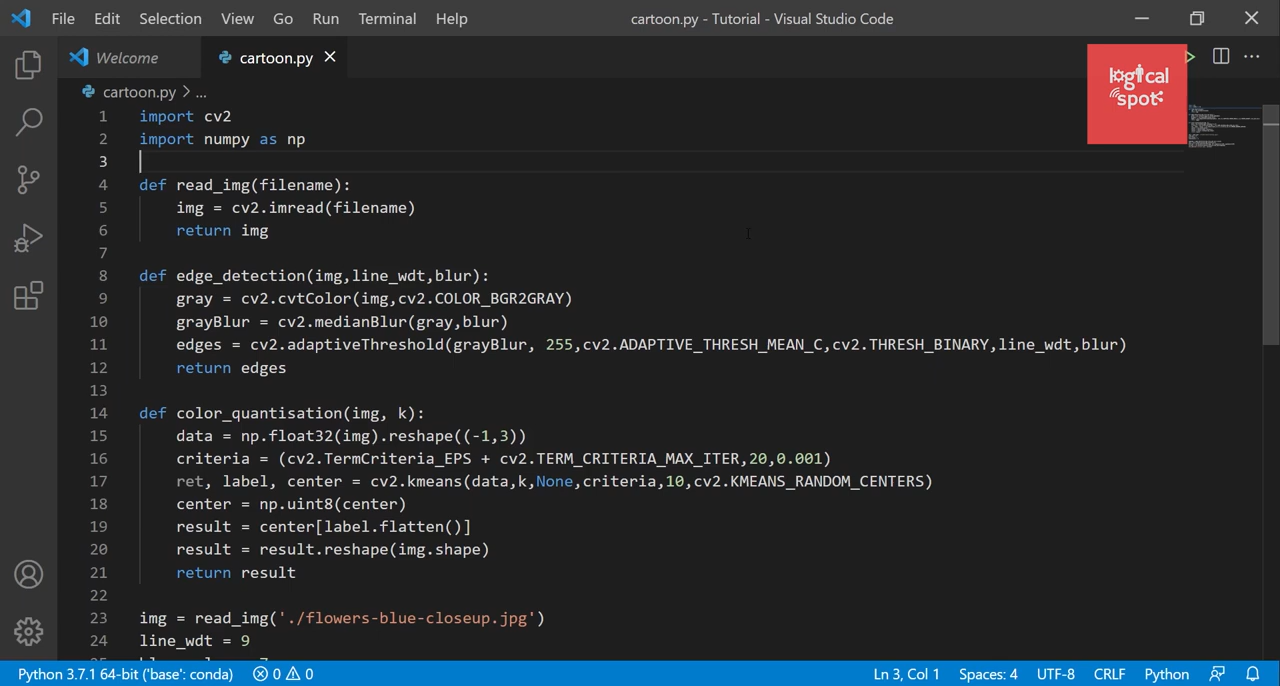 File Edit Selection View Go Run Terminal Help cartoon.py - Tutorial - Visual Studio Code
Welcome cartoon.py
logical
spot
cartoon.py > ...
1 import cv2
2 import numpy as np
3
4 def read_img(filename):
5     img = cv2.imread(filename)
6     return img
7
8 def edge_detection(img,line_wdt,blur):
9     gray = cv2.cvtColor(img,cv2.COLOR_BGR2GRAY)
10     grayBlur = cv2.medianBlur(gray,blur)
11     edges = cv2.adaptiveThreshold(grayBlur, 255,cv2.ADAPTIVE_THRESH_MEAN_C,cv2.THRESH_BINARY,line_wdt,blur)
12     return edges
13
14 def color_quantisation(img, k):
15     data = np.float32(img).reshape((-1,3))
16     criteria = (cv2.TermCriteria_EPS + cv2.TERM_CRITERIA_MAX_ITER,20,0.001)
17     ret, label, center = cv2.kmeans(data,k,None,criteria,10,cv2.KMEANS_RANDOM_CENTERS)
18     center = np.uint8(center)
19     result = center[label.flatten()]
20     result = result.reshape(img.shape)
21     return result
22
23 img = read_img('./flowers-blue-closeup.jpg')
24 line_wdt = 9
Python 3.7.1 64-bit ('base': conda) 0 0 Ln 3, Col 1 Spaces: 4 UTF-8 CRLF Python